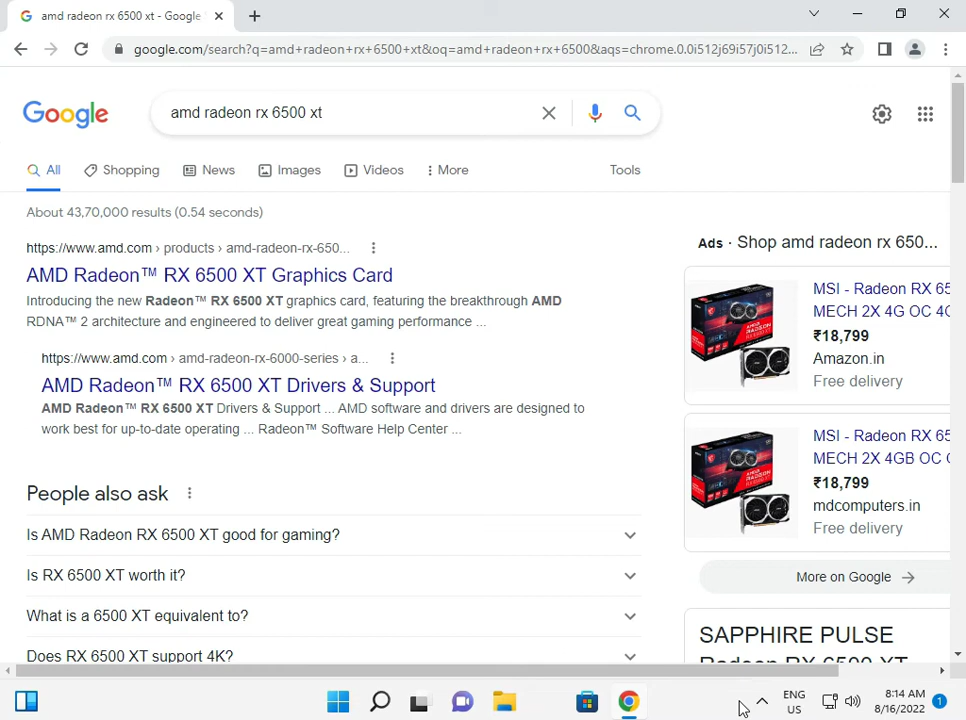 amd radeon rx 6500 xt - Google
google.com/search?q=amd+radeon+rx+6500+xt&oq=amd+radeon+rx+6500&aqs=chrome.0.0i512j69i57j0i512...
Google
amd radeon rx 6500 xt
All
Shopping
News
Images
Videos
More
Tools
About 43,70,000 results (0.54 seconds)
https://www.amd.com › products › amd-radeon-rx-650...
AMD Radeon™ RX 6500 XT Graphics Card
Introducing the new Radeon™ RX 6500 XT graphics card, featuring the breakthrough AMD
RDNA™ 2 architecture and engineered to deliver great gaming performance ...
https://www.amd.com › amd-radeon-rx-6000-series › a...
AMD Radeon™ RX 6500 XT Drivers & Support
AMD Radeon™ RX 6500 XT Drivers & Support ... AMD software and drivers are designed to
work best for up-to-date operating ... Radeon™ Software Help Center ...
People also ask
Is AMD Radeon RX 6500 XT good for gaming?
Is RX 6500 XT worth it?
What is a 6500 XT equivalent to?
Does RX 6500 XT support 4K?
Ads · Shop amd radeon rx 650...
MSI - Radeon RX 65
MECH 2X 4G OC 4G
₹18,799
Amazon.in
Free delivery
MSI - Radeon RX 65
MECH 2X 4GB OC
₹18,799
mdcomputers.in
Free delivery
More on Google
SAPPHIRE PULSE
Radeon RX 6500 XT
ENG
US
8:14 AM
8/16/2022
1